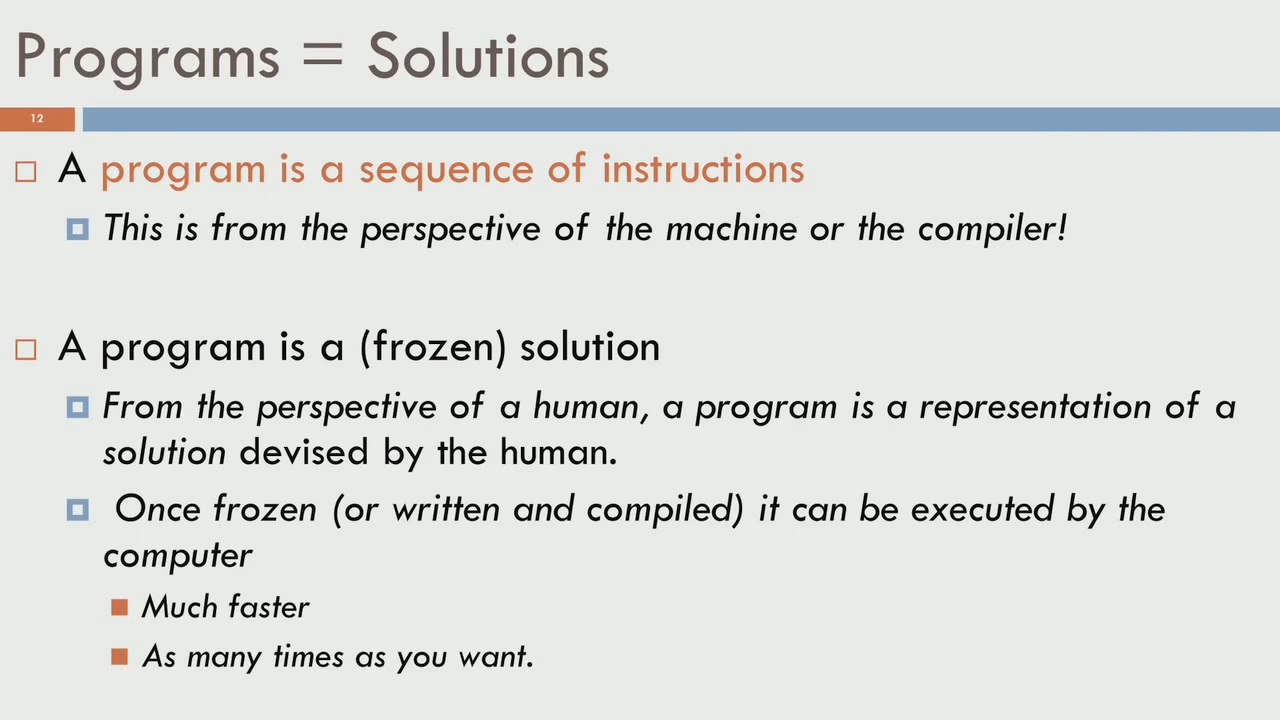 Programs = Solutions
12
A program is a sequence of instructions
This is from the perspective of the machine or the compiler!
A program is a (frozen) solution
From the perspective of a human, a program is a representation of a
solution devised by the human.
Once frozen (or written and compiled) it can be executed by the
computer
Much faster
As many times as you want.